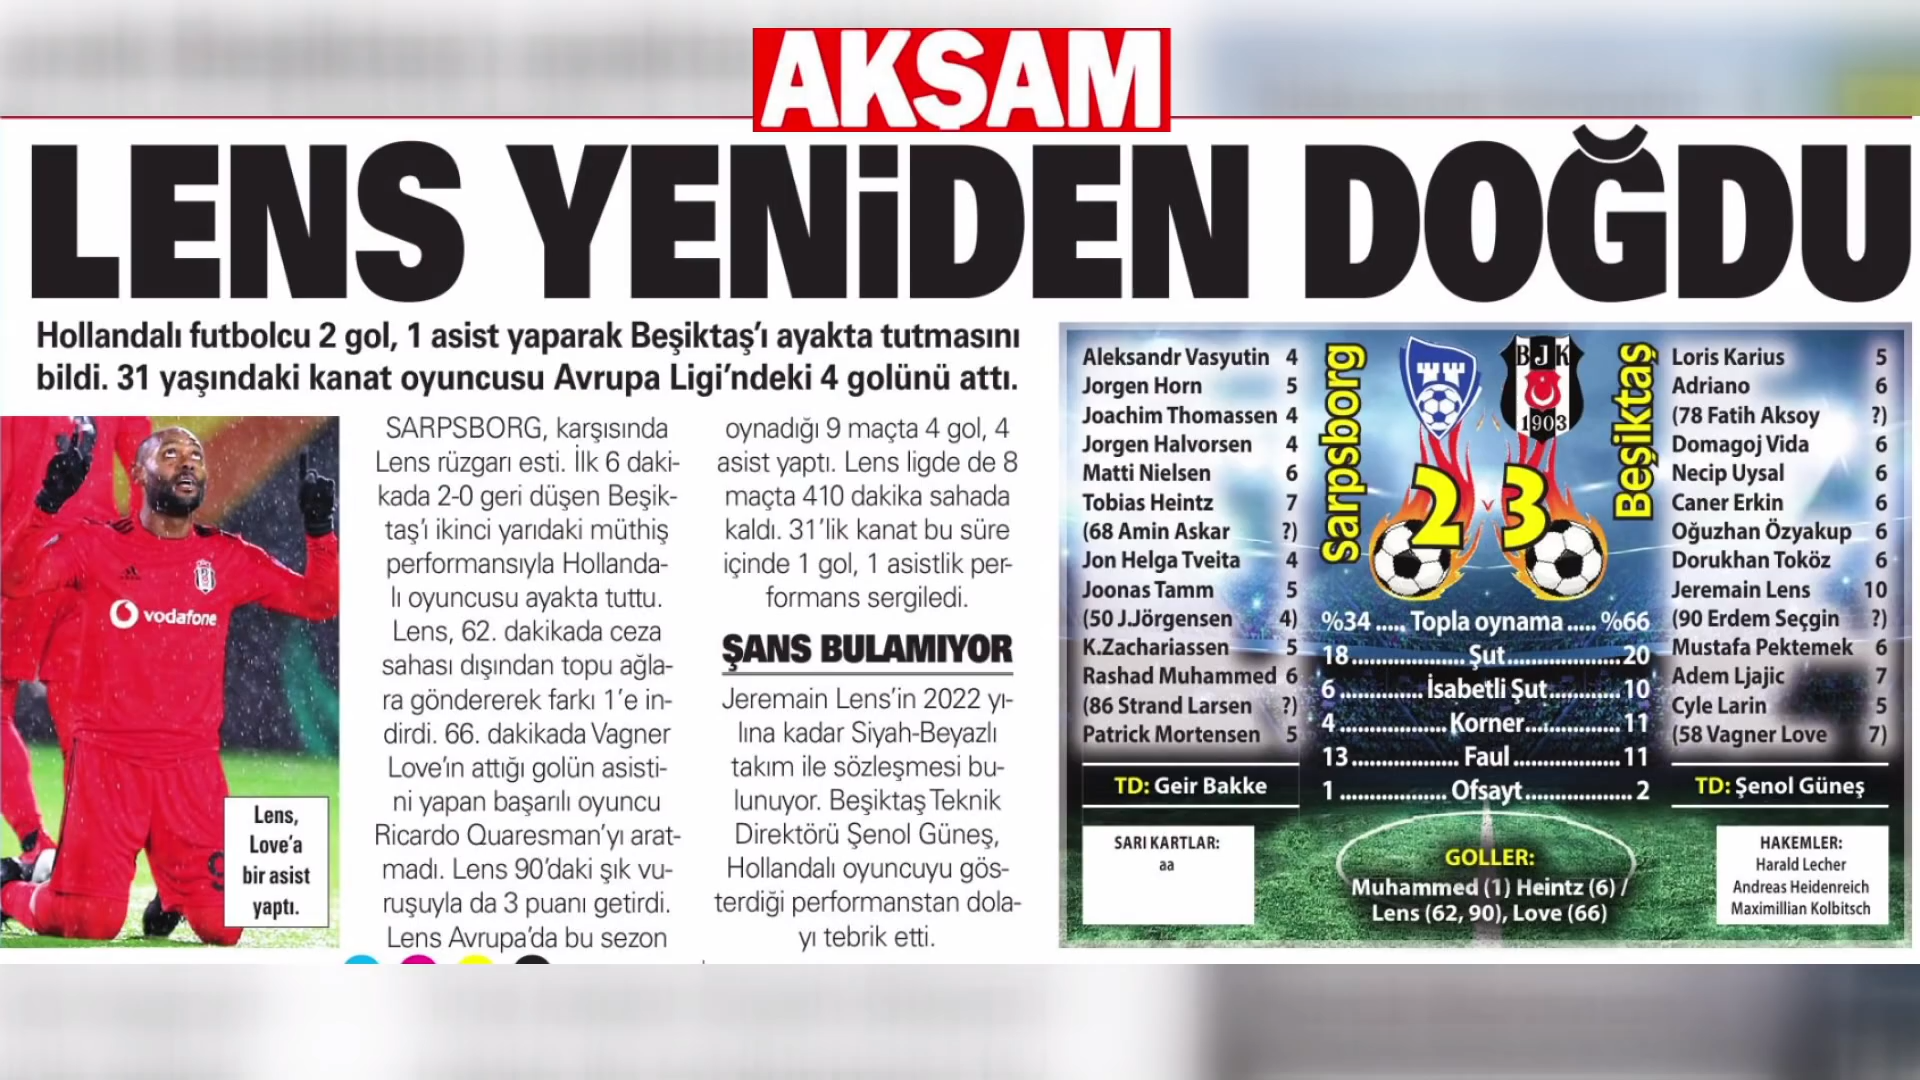 AKŞAM
LENS YENiDEN DOĞDU
Hollandalı futbolcu 2 gol, 1 asist yaparak Beşiktaş'ı ayakta tutmasını
bildi. 31 yaşındaki kanat oyuncusu Avrupa Ligi'ndeki 4 golünü attı.
vodafone
Lens,
Love'a
bir asist
yaptı.
SARPSBORG, karşısında
Lens rüzgarı esti. İlk 6 daki-
kada 2-0 geri düşen Beşik-
taş'i ikinci yarıdaki müthiş
performansıyla Hollanda-
lı oyuncusu ayakta tuttu.
Lens, 62. dakikada ceza
sahası dışından topu ağla-
ra göndererek farkı 1'e in-
dirdi. 66. dakikada Vagner
Love'ın attığı golün asisti-
ni yapan başarılı oyuncu
Ricardo Quaresman'yı arat-
madı. Lens 90'daki şık vu-
ruşuyla da 3 puanı getirdi.
Lens Avrupa'da bu sezon
oynadığı 9 maçta 4 gol, 4
asist yaptı. Lens ligde de 8
maçta 410 dakika sahada
kaldı. 31'lik kanat bu süre
içinde 1 gol, 1 asistlik per-
formans sergiledi.
ŞANS BULAMIYOR
Jeremain Lens'in 2022 yı-
lına kadar Siyah-Beyazlı
takım ile sözleşmesi bu-
lunuyor. Beşiktaş Teknik
Direktörü Şenol Güneş,
Hollandalı oyuncuyu gös-
terdiği performanstan dola-
yı tebrik etti.
Aleksandr Vasyutin 4
Jorgen Horn 5
Joachim Thomassen 4
Jorgen Halvorsen 4
Matti Nielsen 6
Tobias Heintz 7
(68 Amin Askar ?)
Jon Helga Tveita 4
Joonas Tamm 5
(50 J.Jörgensen 4)
K.Zachariassen 5
Rashad Muhammed 6
(86 Strand Larsen ?)
Patrick Mortensen 5
TD: Geir Bakke
SARI KARTLAR:
aa
Sarpsborg
BJK
1903
2 v 3
Beşiktaş
%34 ..... Topla oynama ..... %66
18 ................. Şut ................. 20
6 ............. İsabetli Şut ............ 10
4 ................. Korner ............ 11
13 ................... Faul ................... 11
1 ................... Ofsayt ................... 2
GOLLER:
Muhammed (1) Heintz (6) /
Lens (62, 90), Love (66)
Loris Karius 5
Adriano 6
(78 Fatih Aksoy ?)
Domagoj Vida 6
Necip Uysal 6
Caner Erkin 6
Oğuzhan Özyakup 6
Dorukhan Toköz 6
Jeremain Lens 10
(90 Erdem Seçgin ?)
Mustafa Pektemek 6
Adem Ljajic 7
Cyle Larin 5
(58 Vagner Love 7)
TD: Şenol Güneş
HAKEMLER:
Harald Lecher
Andreas Heidenreich
Maximillian Kolbitsch